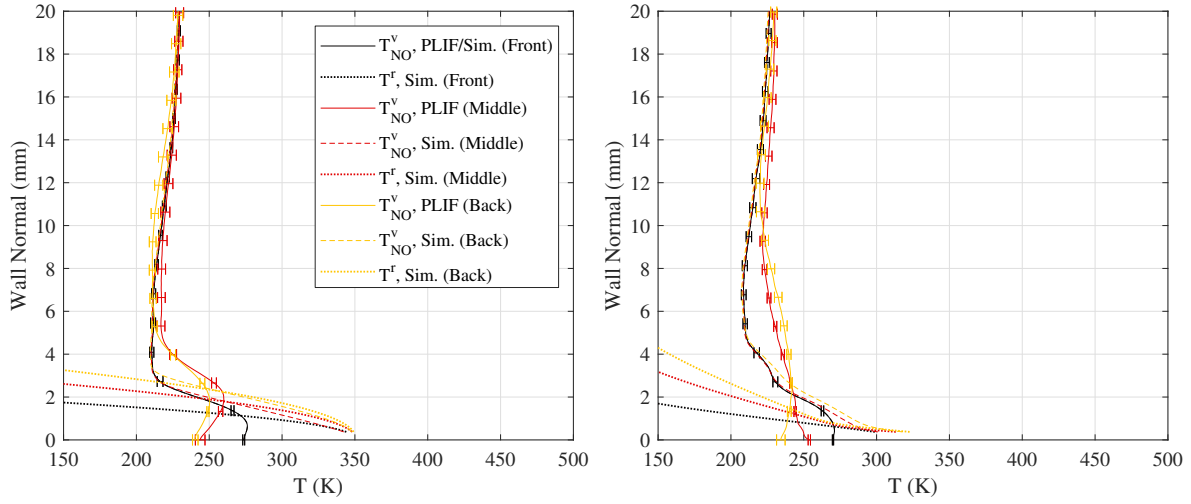 20
18
16
14
12
10
8
6
4
2
0
Wall Normal (mm)
150 200 250 300 350 400 450 500
T (K)
T^v_NO, PLIF/Sim. (Front)
T^r, Sim. (Front)
T^v_NO, PLIF (Middle)
T^v_NO, Sim. (Middle)
T^r, Sim. (Middle)
T^v_NO, PLIF (Back)
T^v_NO, Sim. (Back)
T^r, Sim. (Back)
20
18
16
14
12
10
8
6
4
2
0
Wall Normal (mm)
150 200 250 300 350 400 450 500
T (K)